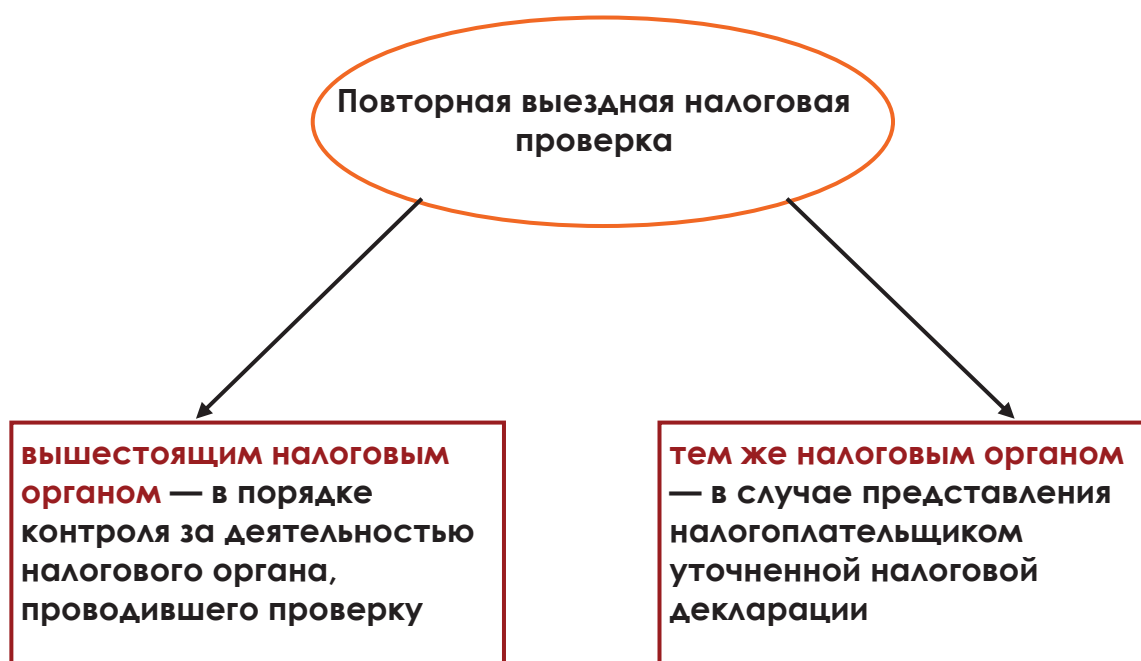 Повторная выездная налоговая
проверка
вышестоящим налоговым
органом — в порядке
контроля за деятельностью
налогового органа,
проводившего проверку
тем же налоговым органом
— в случае представления
налогоплательщиком
уточненной налоговой
декларации